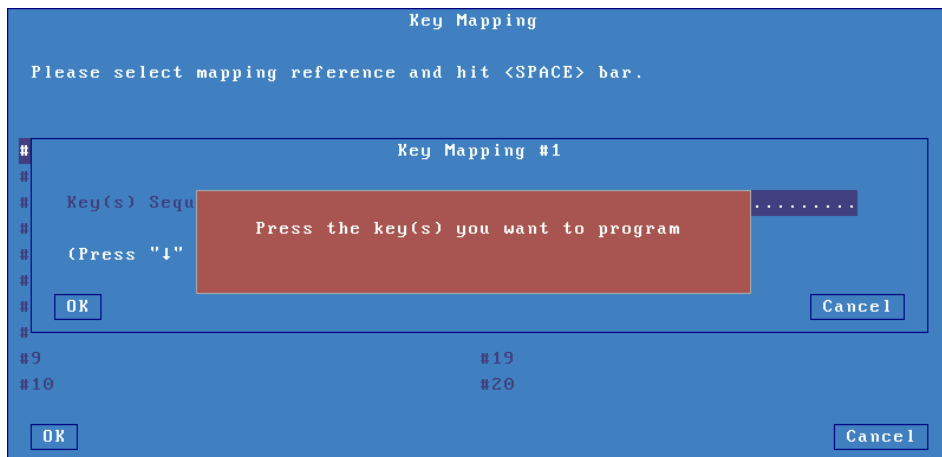 Key Mapping
Please select mapping reference and hit <SPACE> bar.
#
Key Mapping #1
#
# Key(s) Sequ .........
Press the key(s) you want to program
#
# (Press "↓"
#
# OK Cancel
#
#9 #19
#10 #20
OK Cancel